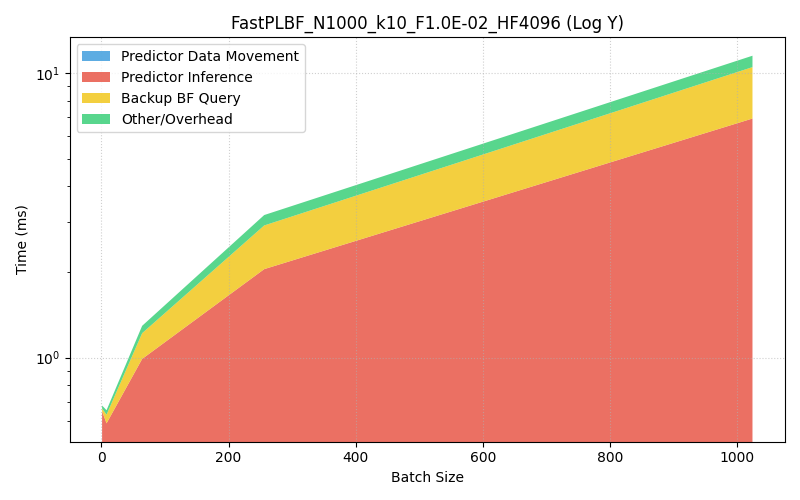 FastPLBF_N1000_k10_F1.0E-02_HF4096 (Log Y)
Predictor Data Movement
Predictor Inference
Backup BF Query
Other/Overhead
Time (ms)
10¹
10⁰
0 200 400 600 800 1000
Batch Size